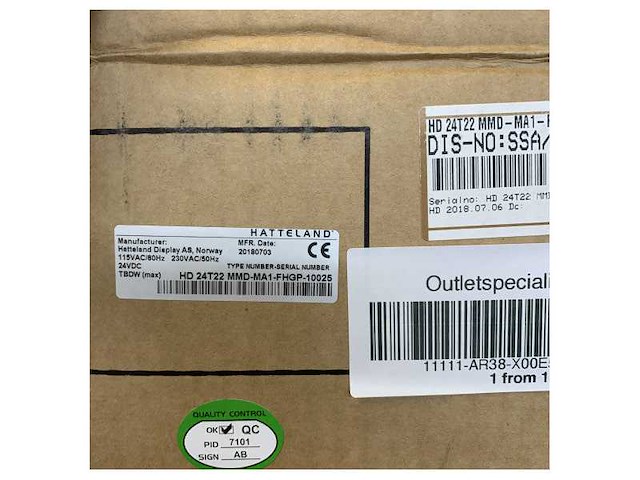 HD 24T22 MMD-MA1-
DIS-NO:SSA/
Serialno: HD 24T22 MMD
HD 2018.07.06 Dc:
HATTELAND
Manufacturer: MFR. Date:
Hatteland Display AS, Norway 20180703
115VAC/60Hz 230VAC/50Hz CE
24VDC TYPE NUMBER-SERIAL NUMBER
TBDW (max) HD 24T22 MMD-MA1-FHGP-10025
Outletspeciali
11111-AR38-X00E
1 from 1
QUALITY CONTROL
OK QC
PID 7101
SIGN AB